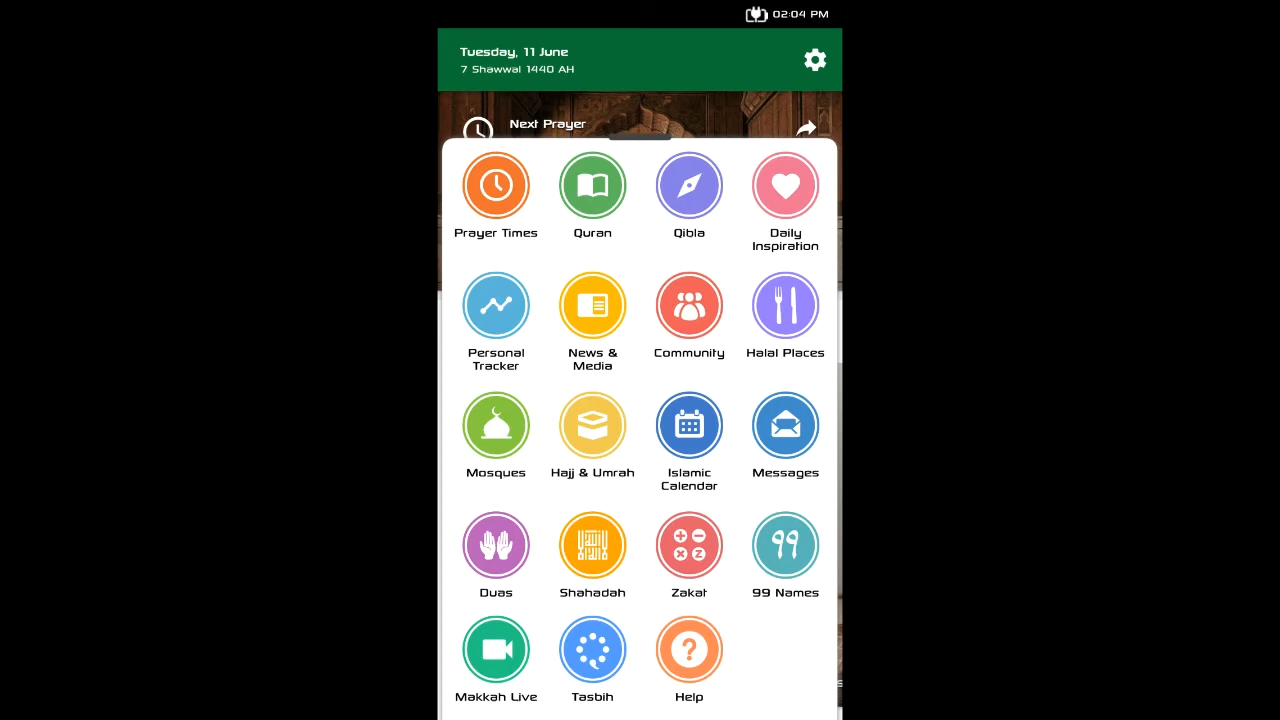 02:04 PM
Tuesday, 11 June
7 Shawwal 1440 AH
Next Prayer
Prayer Times
Quran
Qibla
Daily
Inspiration
Personal
Tracker
News &
Media
Community
Halal Places
Mosques
Hajj & Umrah
Islamic
Calendar
Messages
Duas
Shahadah
Zakat
99 Names
Makkah Live
Tasbih
Help